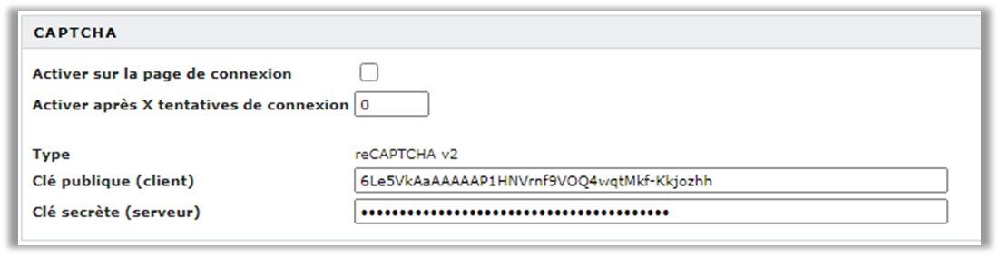 CAPTCHA
Activer sur la page de connexion
Activer après X tentatives de connexion 0
Type reCAPTCHA v2
Clé publique (client) 6Le5VkAaAAAAAP1HNVrnf9VOQ4wqtMkf-Kkjozhh
Clé secrète (serveur) ••••••••••••••••••••••••••••••••••••••••